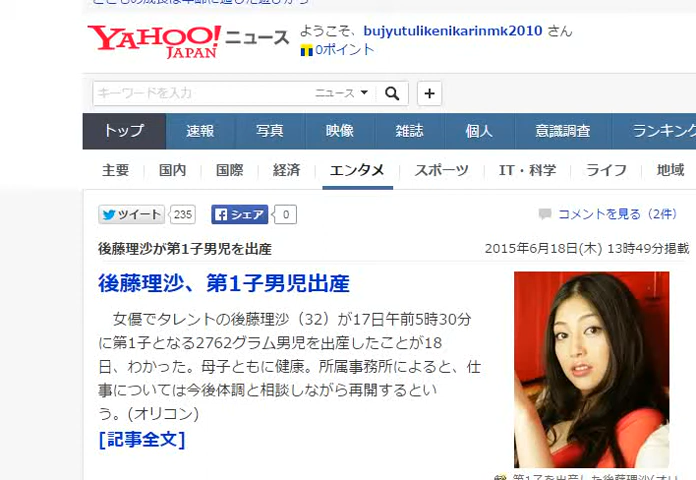 YAHOO! JAPAN ニュース
ようこそ、bujyutulikenikarinmk2010 さん
0ポイント
キーワードを入力 ニュース +
トップ 速報 写真 映像 雑誌 個人 意識調査 ランキング
主要 国内 国際 経済 エンタメ スポーツ IT・科学 ライフ 地域
ツイート 235 シェア 0 コメントを見る（2件）
後藤理沙が第1子男児を出産 2015年6月18日(木) 13時49分掲載
後藤理沙、第1子男児出産
女優でタレントの後藤理沙（32）が17日午前5時30分
に第1子となる2762グラム男児を出産したことが18
日、わかった。母子ともに健康。所属事務所によると、仕
事については今後体調と相談しながら再開するとい
う。(オリコン)
[記事全文]